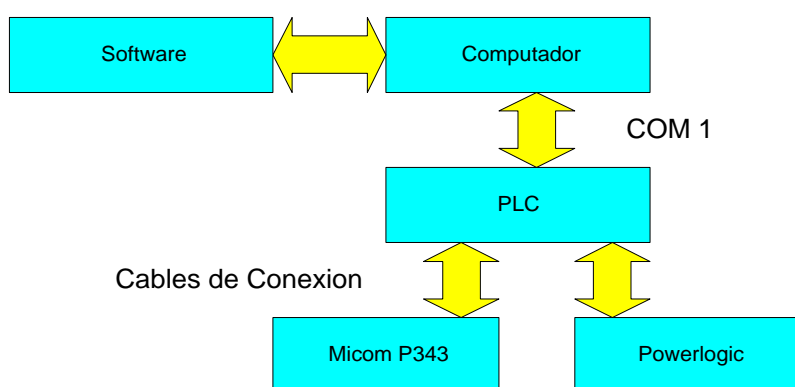 Software
Computador
COM 1
PLC
Cables de Conexion
Micom P343
Powerlogic